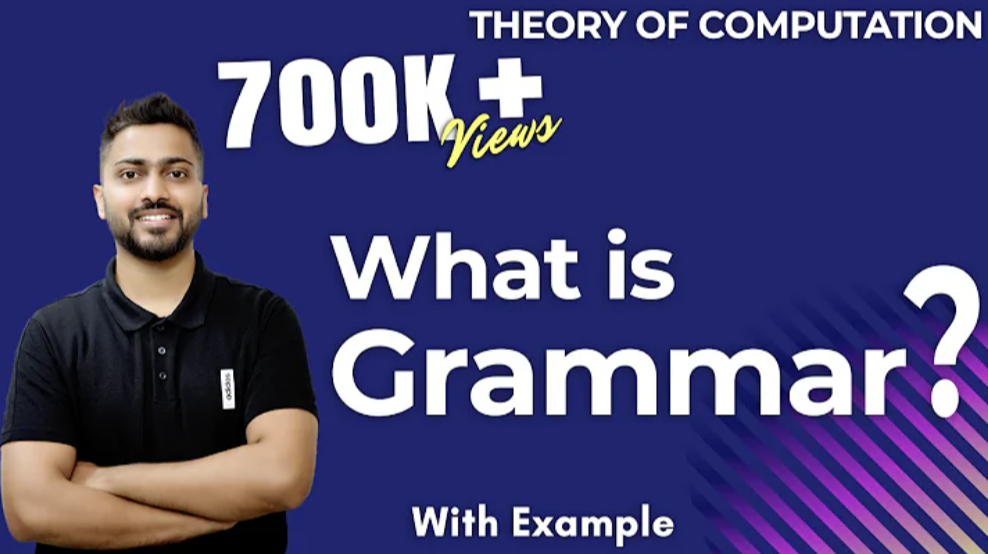 THEORY OF COMPUTATION
700K+
Views
What is
Grammar?
adidas
With Example